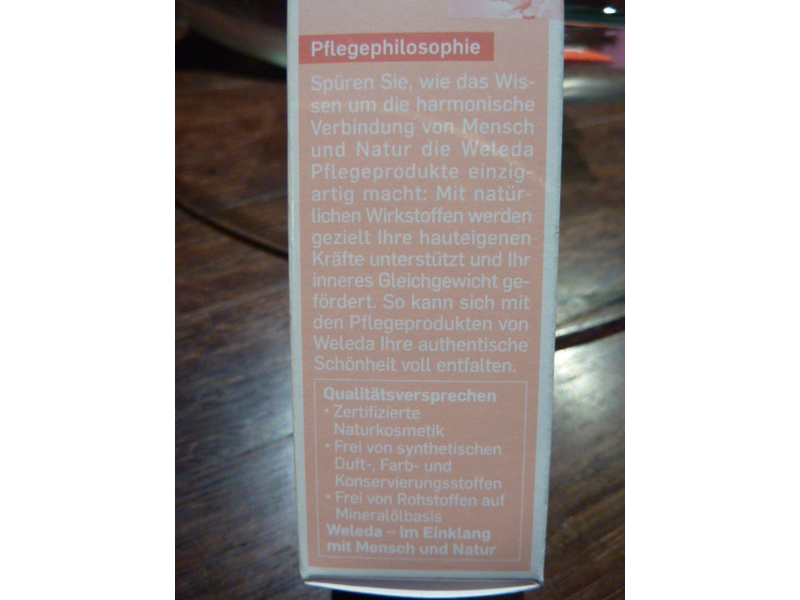 Pflegephilosophie
Spüren Sie, wie das Wis-
sen um die harmonische
Verbindung von Mensch
und Natur die Weleda
Pflegeprodukte einzig-
artig macht: Mit natür-
lichen Wirkstoffen werden
gezielt Ihre hauteigenen
Kräfte unterstützt und Ihr
inneres Gleichgewicht ge-
fördert. So kann sich mit
den Pflegeprodukten von
Weleda Ihre authentische
Schönheit voll entfalten.
Qualitätsversprechen
• Zertifizierte
Naturkosmetik
• Frei von synthetischen
Duft-, Farb- und
Konservierungsstoffen
• Frei von Rohstoffen auf
Mineralölbasis
Weleda – im Einklang
mit Mensch und Natur